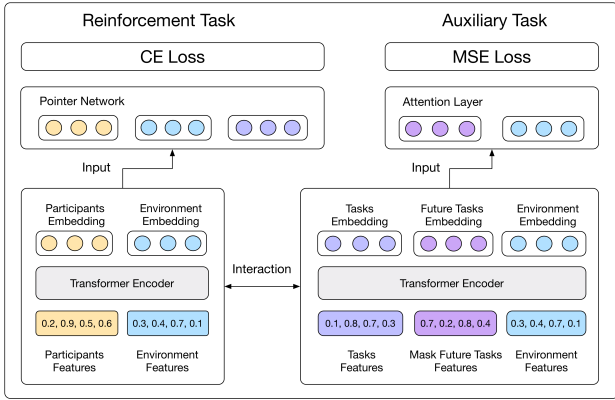 Reinforcement Task
Auxiliary Task
CE Loss
MSE Loss
Pointer Network
Attention Layer
Input
Input
Participants
Embedding
Environment
Embedding
Tasks
Embedding
Future Tasks
Embedding
Environment
Embedding
Transformer Encoder
Interaction
Transformer Encoder
0.2, 0.9, 0.5, 0.6
0.3, 0.4, 0.7, 0.1
0.1, 0.8, 0.7, 0.3
0.7, 0.2, 0.8, 0.4
0.3, 0.4, 0.7, 0.1
Participants
Features
Environment
Features
Tasks
Features
Mask Future Tasks
Features
Environment
Features